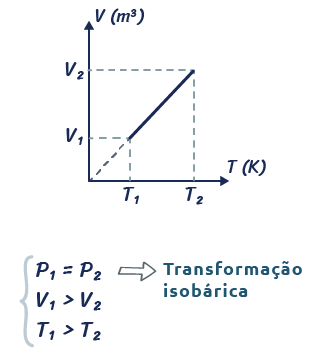 V (m³)
V₂
V₁
T (K)
T₁ T₂
P₁ = P₂ Transformação
isobárica
V₁ > V₂
T₁ > T₂